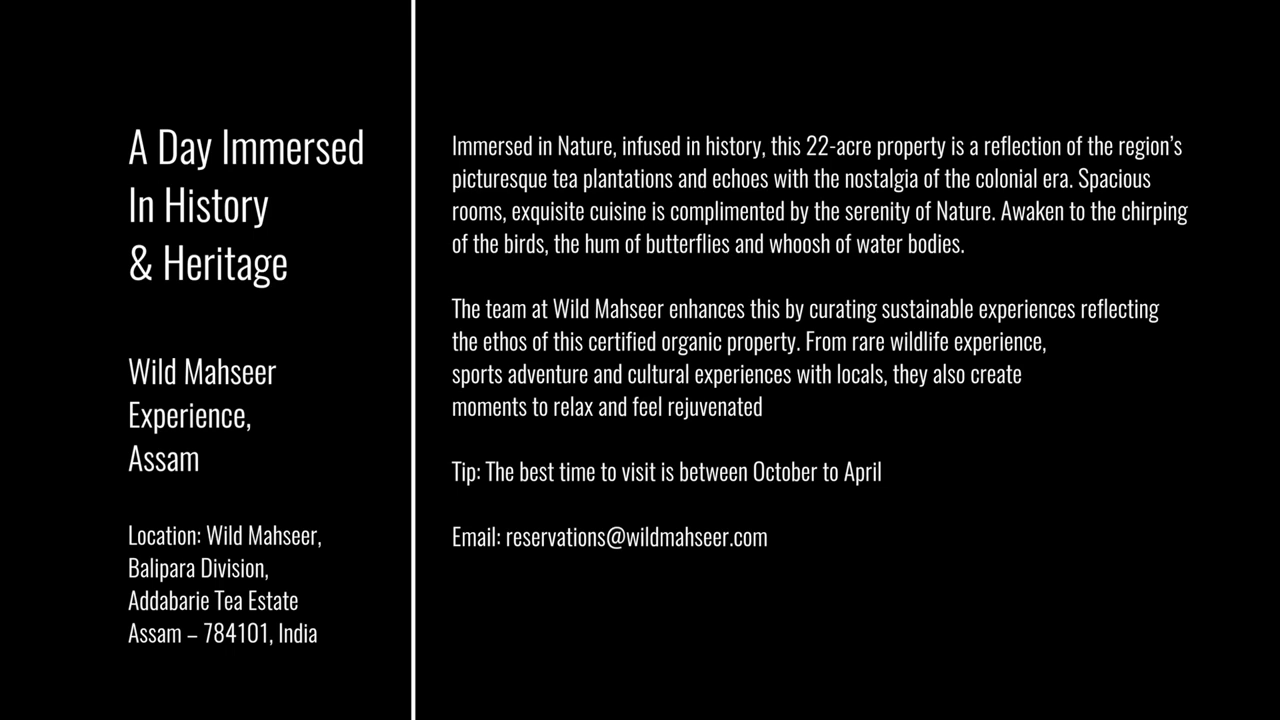 A Day Immersed
In History
& Heritage
Wild Mahseer
Experience,
Assam
Location: Wild Mahseer,
Balipara Division,
Addabarie Tea Estate
Assam – 784101, India
Immersed in Nature, infused in history, this 22-acre property is a reflection of the region’s
picturesque tea plantations and echoes with the nostalgia of the colonial era. Spacious
rooms, exquisite cuisine is complimented by the serenity of Nature. Awaken to the chirping
of the birds, the hum of butterflies and whoosh of water bodies.
The team at Wild Mahseer enhances this by curating sustainable experiences reflecting
the ethos of this certified organic property. From rare wildlife experience,
sports adventure and cultural experiences with locals, they also create
moments to relax and feel rejuvenated
Tip: The best time to visit is between October to April
Email: reservations@wildmahseer.com